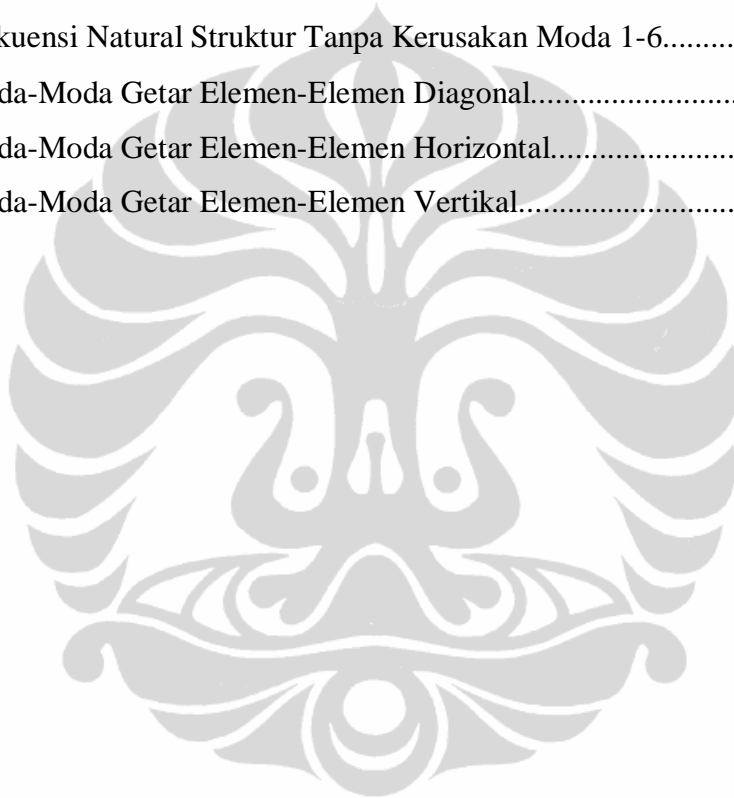 kuensi Natural Struktur Tanpa Kerusakan Moda 1-6.........
da-Moda Getar Elemen-Elemen Diagonal..........................
da-Moda Getar Elemen-Elemen Horizontal.......................
da-Moda Getar Elemen-Elemen Vertikal...........................